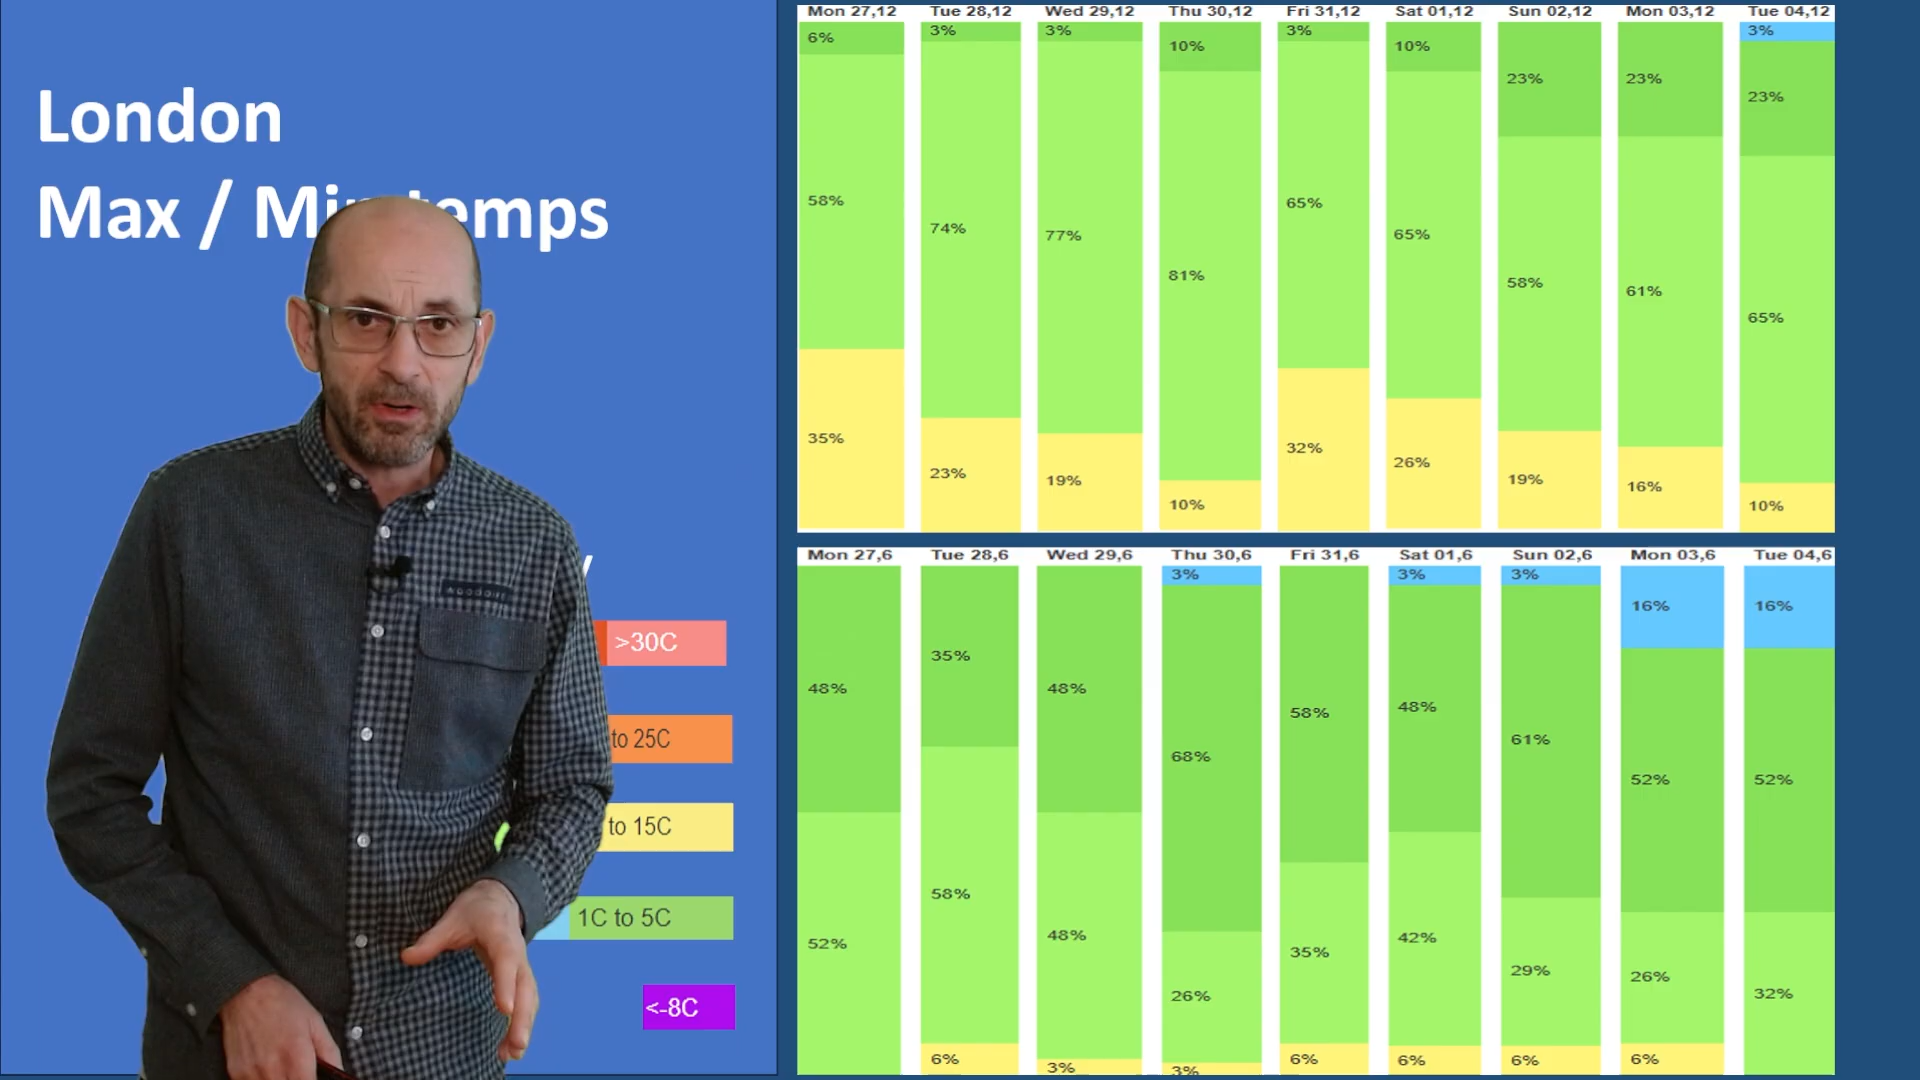 London
Max / Min temps
/
>30C
to 25C
to 15C
1C to 5C
<-8C
Mon 27,12 Tue 28,12 Wed 29,12 Thu 30,12 Fri 31,12 Sat 01,12 Sun 02,12 Mon 03,12 Tue 04,12
6% 3% 3% 10% 3% 10% 23% 23% 3%
23%
58% 74% 77% 81% 65% 65% 58% 61% 65%
35% 23% 19% 10% 32% 26% 19% 16% 10%
Mon 27,6 Tue 28,6 Wed 29,6 Thu 30,6 Fri 31,6 Sat 01,6 Sun 02,6 Mon 03,6 Tue 04,6
3% 3% 3% 16% 16%
48% 35% 48% 68% 58% 48% 61% 52% 52%
52% 58% 48% 26% 35% 42% 29% 26% 32%
6% 3% 3% 6% 6% 6% 6%